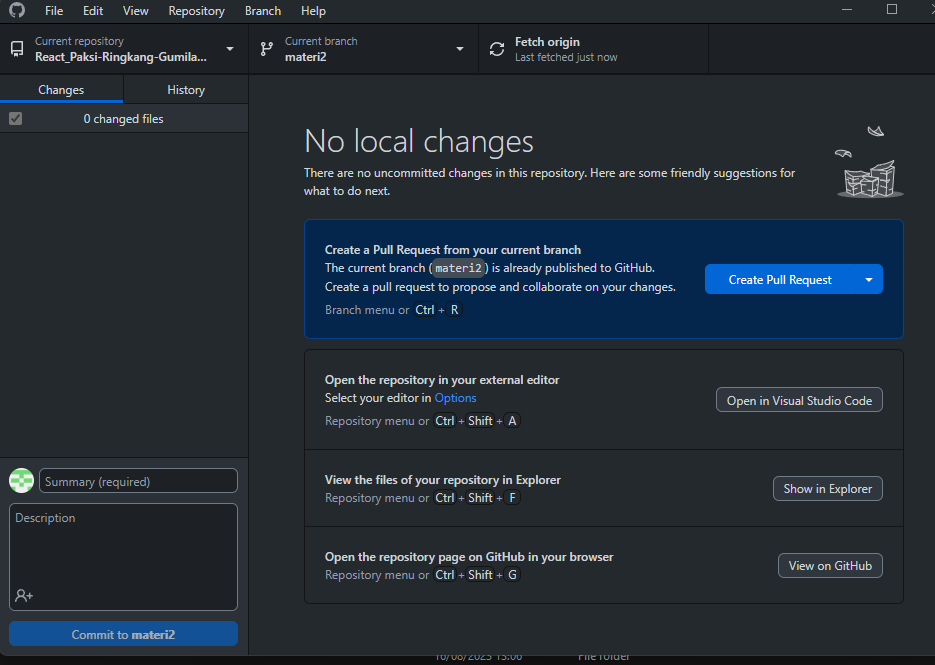 File Edit View Repository Branch Help
Current repository
React_Paksi-Ringkang-Gumila...
Current branch
materi2
Fetch origin
Last fetched just now
Changes
History
0 changed files
No local changes
There are no uncommitted changes in this repository. Here are some friendly suggestions for
what to do next.
Create a Pull Request from your current branch
The current branch (materi2) is already published to GitHub.
Create a pull request to propose and collaborate on your changes.
Branch menu or Ctrl + R
Create Pull Request
Open the repository in your external editor
Select your editor in Options
Repository menu or Ctrl + Shift + A
Open in Visual Studio Code
View the files of your repository in Explorer
Repository menu or Ctrl + Shift + F
Show in Explorer
Open the repository page on GitHub in your browser
Repository menu or Ctrl + Shift + G
View on GitHub
Summary (required)
Description
Commit to materi2
File folder